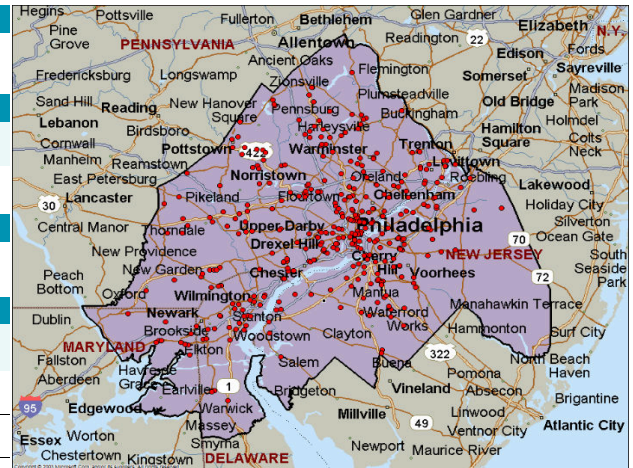 Hegins
Pottsville
Fullerton
Bethlehem
Glen Gardner
Elizabeth
N.Y.
Pine
Grove
PENNSYLVANIA
Allentown
Readington
22
Edison
Fords
Ancient Oaks
Sayreville
Fredericksburg
Longswamp
Zionsville
Flemington
Somerset
Plumsteadville
Madison
Park
Sand Hill
Reading
New Hanover
Square
Pennsburg
Buckingham
Old Bridge
Lebanon
Birdsboro
Harleysville
Hamilton
Square
Holmdel
Cornwall
Pottstown
422
Warminster
Trenton
Colts
Neck
Manheim
Reamstown
Levittown
East Petersburg
Norristown
Oreland
Roebling
30
Lancaster
Pikeland
Flourtown
Cheltenham
Lakewood
Holiday City
Central Manor
Thorndale
Upper Darby
Philadelphia
Silverton
Ocean Gate
New Providence
Drexel Hill
70
Peach
Bottom
New Garden
Chester
Cherry
Hill
NEW JERSE
Voorhees
72
South
Seaside
Park
Oxford
Wilmington
Mantua
Manahawkin Terrace
Dublin
Newark
Stanton
Waterford
Works
MARYLAND
Brookside
Woodstown
Clayton
Hammonton
Surf City
Fallston
Elkton
322
Aberdeen
Havre de
Grace
Salem
Buena
North Beach
Haven
Pomona
95
Earlville
1
Bridgeton
Vineland
Absecon
Brigantine
Edgewood
Warwick
Millville
Linwood
Massey
49
Ventnor City
Atlantic City
Essex
Worton
Smyrna
Newport
Maurice River
Chestertown
Kingstown
DELAWARE